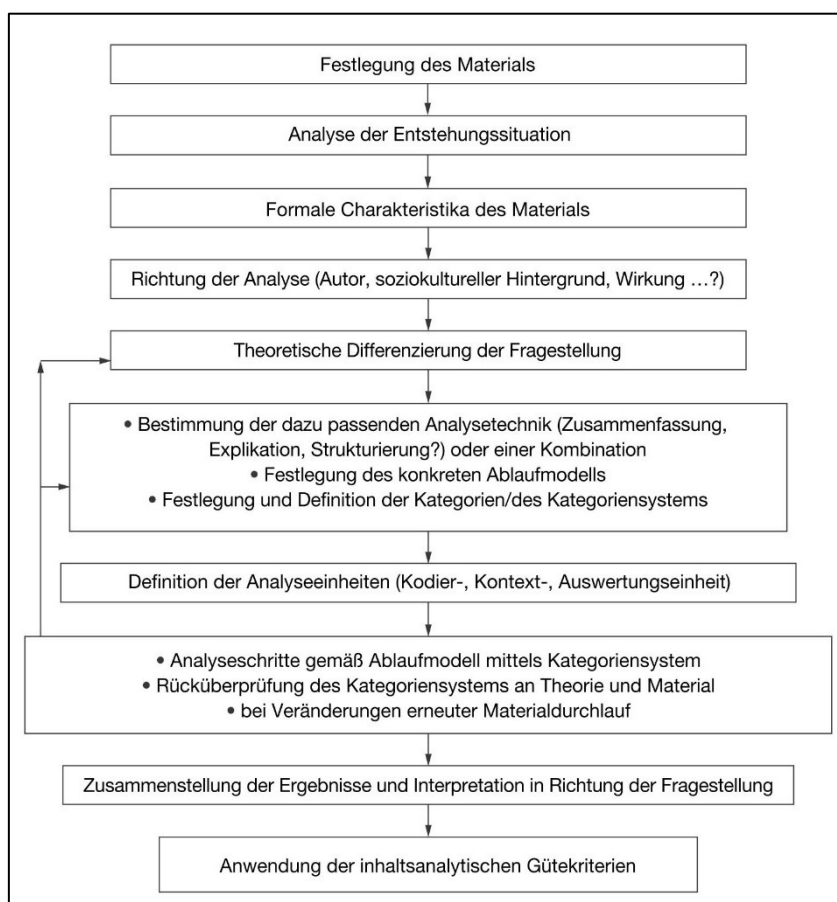 Festlegung des Materials
Analyse der Entstehungssituation
Formale Charakteristika des Materials
Richtung der Analyse (Autor, soziokultureller Hintergrund, Wirkung …?)
Theoretische Differenzierung der Fragestellung
• Bestimmung der dazu passenden Analysetechnik (Zusammenfassung,
Explikation, Strukturierung?) oder einer Kombination
• Festlegung des konkreten Ablaufmodells
• Festlegung und Definition der Kategorien/des Kategoriensystems
Definition der Analyseeinheiten (Kodier-, Kontext-, Auswertungseinheit)
• Analyseschritte gemäß Ablaufmodell mittels Kategoriensystem
• Rücküberprüfung des Kategoriensystems an Theorie und Material
• bei Veränderungen erneuter Materialdurchlauf
Zusammenstellung der Ergebnisse und Interpretation in Richtung der Fragestellung
Anwendung der inhaltsanalytischen Gütekriterien